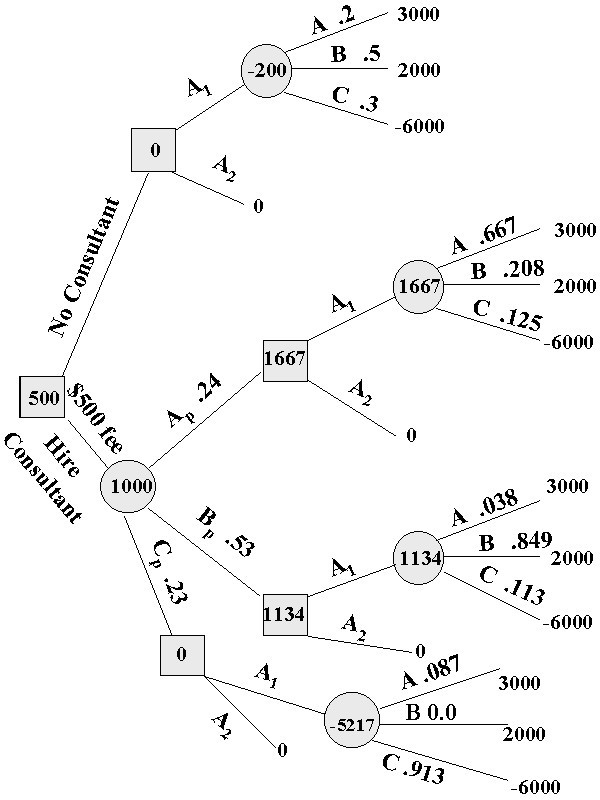 A .2
3000
-200
B .5
2000
C .3
-6000
A1
0
A2
0
No Consultant
A .667
3000
1667
B .208
2000
C .125
-6000
A1
1667
A2
0
500
$500 fee
Hire
Consultant
Ap .24
1000
Bp .53
Cp .23
A .038
3000
1134
B .849
2000
C .113
-6000
A1
1134
A2
0
0
A1
A2
0
A .087
3000
-5217
B 0.0
2000
C .913
-6000